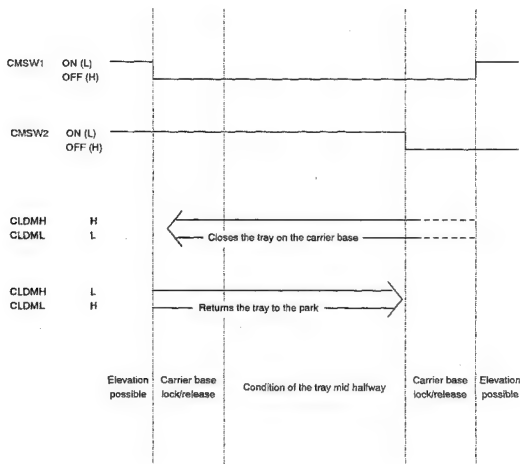 CMSW1 ON (L)
OFF (H)
CMSW2 ON (L)
OFF (H)
CLDMH H
CLDML L
Closes the tray on the carrier base
CLDMH L
CLDML H
Returns the tray to the park
Elevation possible
Carrier base lock/release
Condition of the tray mid halfway
Carrier base lock/release
Elevation possible